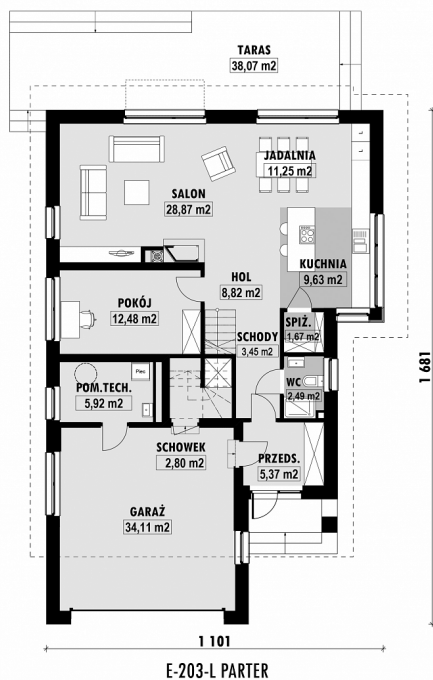 TARAS
38,07 m2
JADALNIA
11,25 m2
SALON
28,87 m2
KUCHNIA
9,63 m2
HOL
8,82 m2
POKÓJ
12,48 m2
SPIŻ.
1,67 m2
SCHODY
3,45 m2
Piec
WC
2,49 m2
POM.TECH.
5,92 m2
SCHOWEK
2,80 m2
PRZEDS.
5,37 m2
GARAŻ
34,11 m2
1 681
1 101
E-203-L PARTER